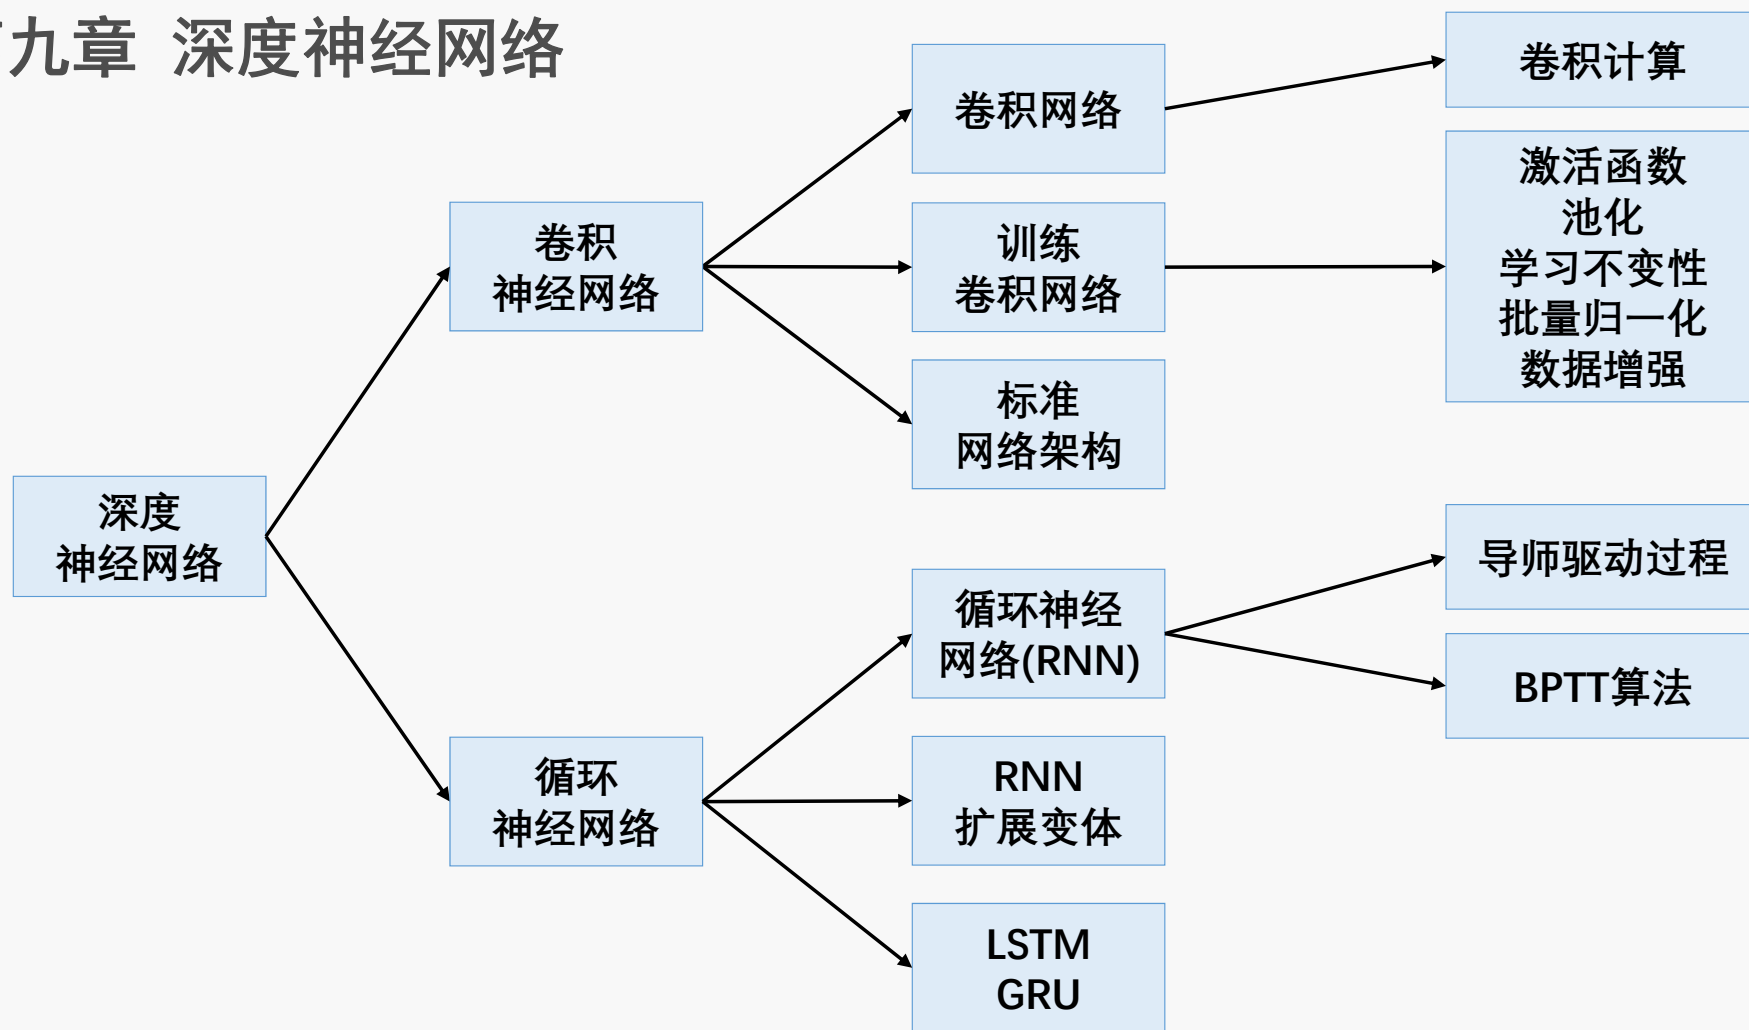 九章 深度神经网络
卷积计算
卷积网络
激活函数
池化
学习不变性
批量归一化
数据增强
卷积
神经网络
训练
卷积网络
标准
网络架构
深度
神经网络
导师驱动过程
循环神经
网络(RNN)
BPTT算法
循环
神经网络
RNN
扩展变体
LSTM
GRU